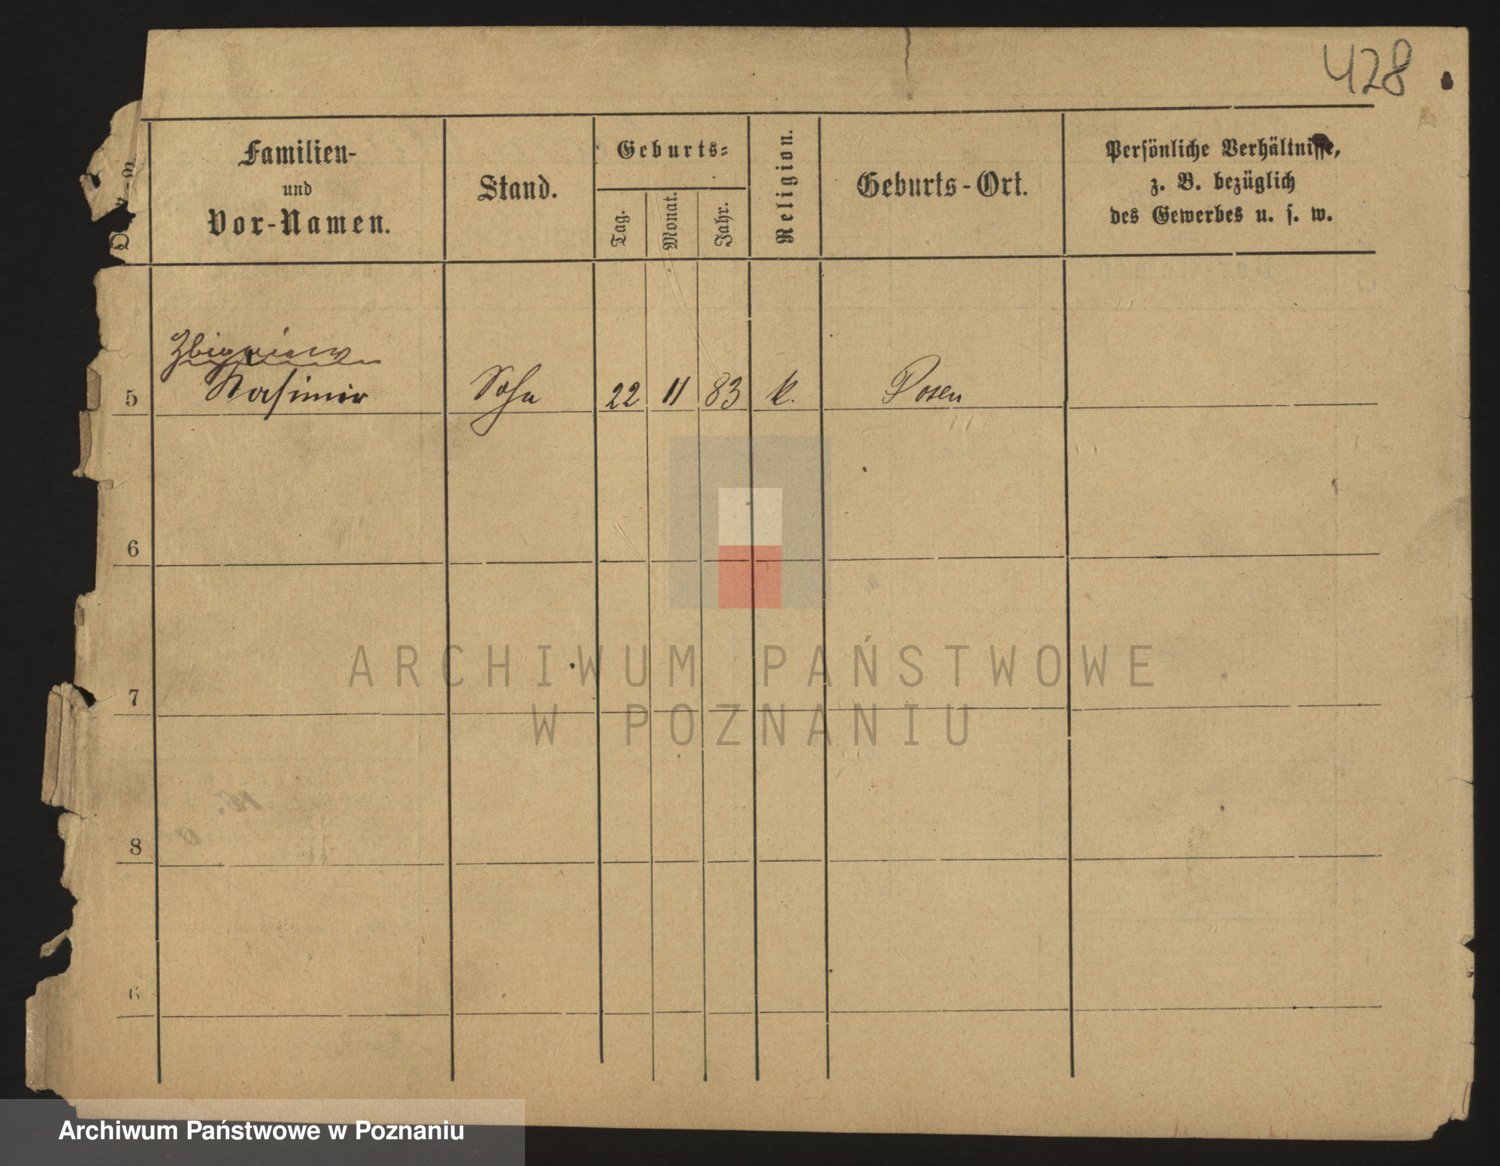 428
Familien-
und
Vor-Namen.
Stand.
Geburts-
Tag.
Monat.
Jahr.
Religion.
Geburts-Ort.
Persönliche Verhältnisse,
z. B. bezüglich
des Gewerbes u. s. w.
Zbigniew
5 Kasimir Sohn 22 11 83 k. Posen
6
7
8
ARCHIWUM PAŃSTWOWE
W POZNANIU
Archiwum Państwowe w Poznaniu